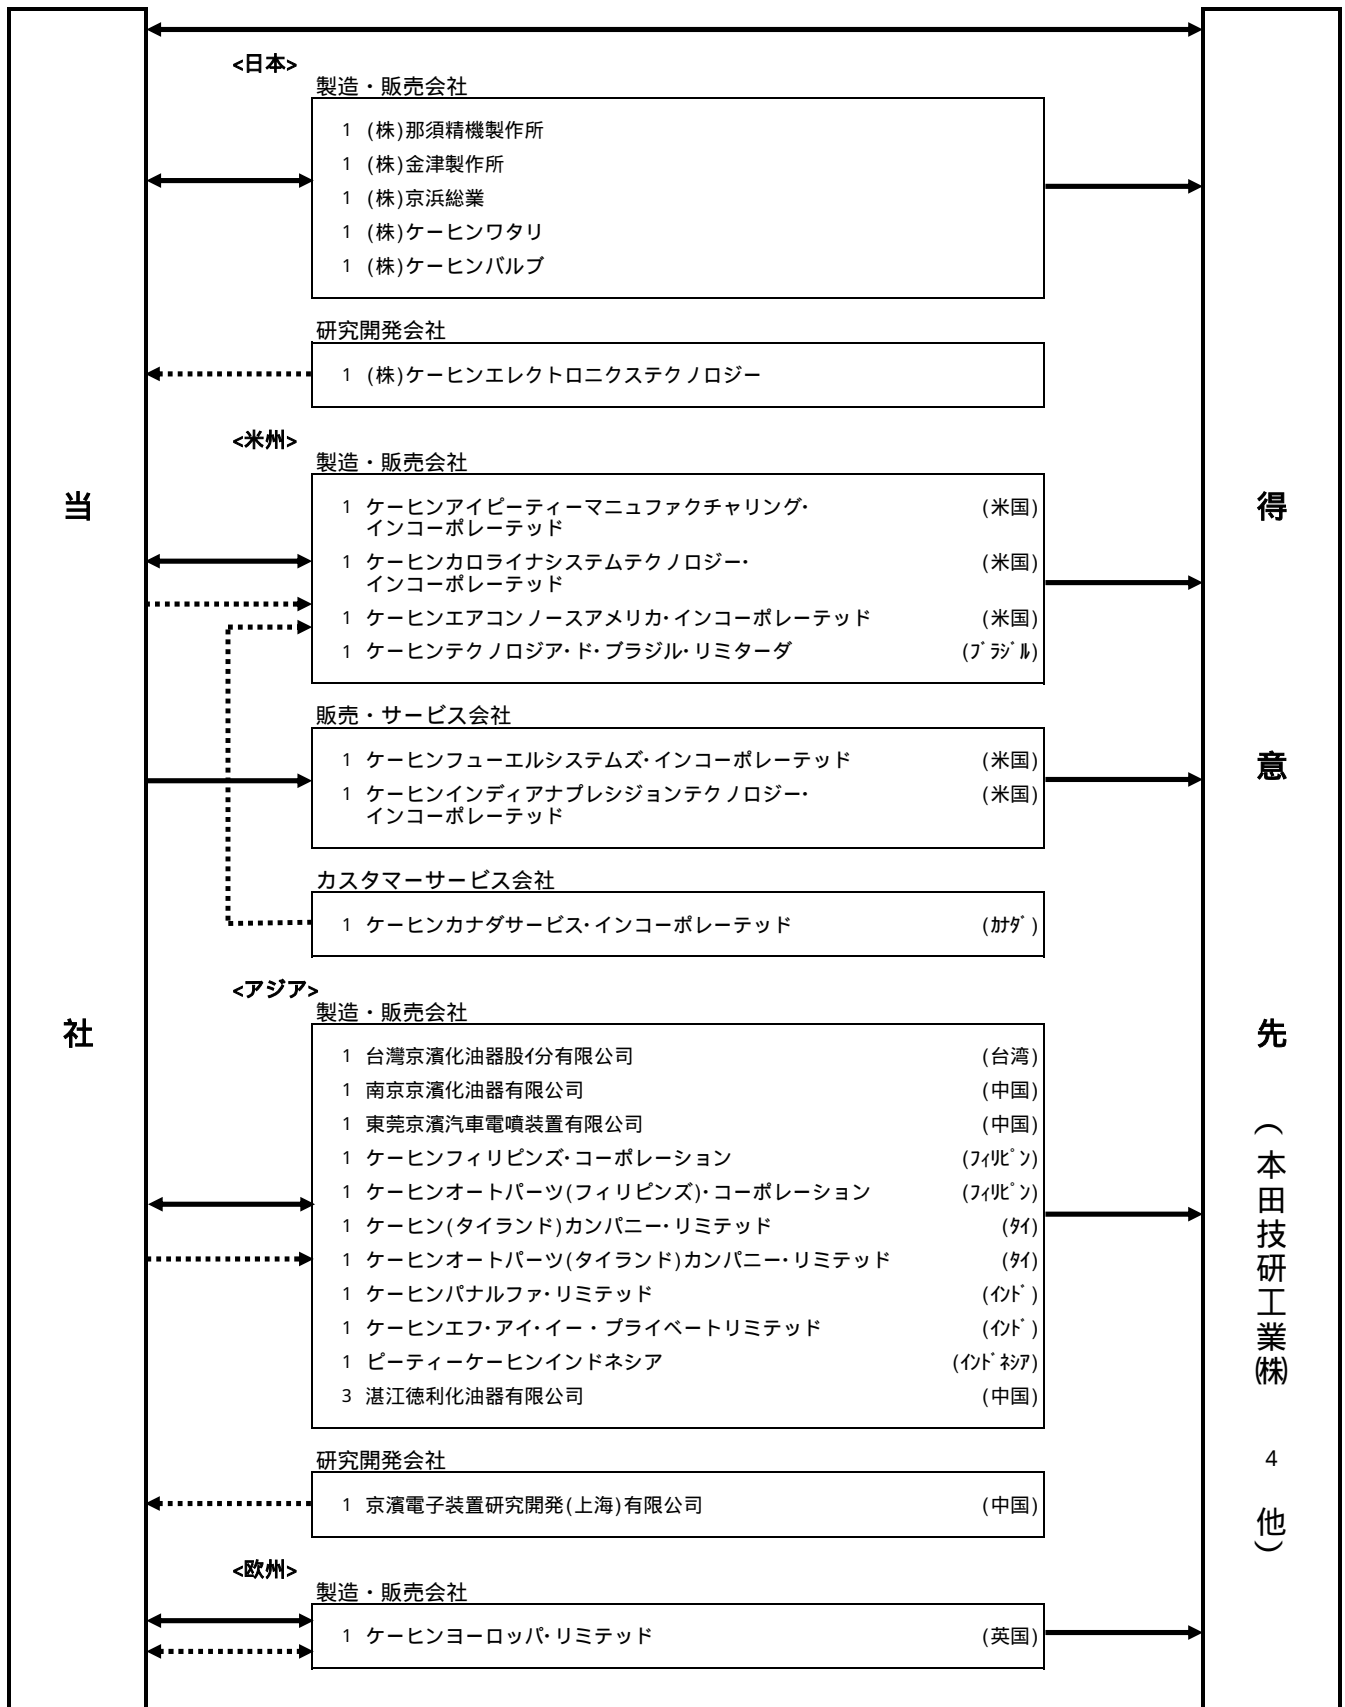 <日本>
製造・販売会社
1 (株)那須精機製作所
1 (株)金津製作所
1 (株)京浜総業
1 (株)ケーヒンワタリ
1 (株)ケーヒンバルブ
研究開発会社
1 (株)ケーヒンエレクトロニクステクノロジー
<米州>
製造・販売会社
1 ケーヒンアイピーティーマニュファクチャリング・ (米国)
インコーポレーテッド
1 ケーヒンカロライナシステムテクノロジー・ (米国)
インコーポレーテッド
1 ケーヒンエアコンノースアメリカ・インコーポレーテッド (米国)
1 ケーヒンテクノロジア・ド・ブラジル・リミターダ (ﾌﾞﾗｼﾞﾙ)
販売・サービス会社
1 ケーヒンフューエルシステムズ・インコーポレーテッド (米国)
1 ケーヒンインディアナプレシジョンテクノロジー・ (米国)
インコーポレーテッド
カスタマーサービス会社
1 ケーヒンカナダサービス・インコーポレーテッド (ｶﾅﾀﾞ)
<アジア>
製造・販売会社
1 台灣京濱化油器股ｲ分有限公司 (台湾)
1 南京京濱化油器有限公司 (中国)
1 東莞京濱汽車電噴装置有限公司 (中国)
1 ケーヒンフィリピンズ・コーポレーション (ﾌｨﾘﾋﾟﾝ)
1 ケーヒンオートパーツ(フィリピンズ)・コーポレーション (ﾌｨﾘﾋﾟﾝ)
1 ケーヒン(タイランド)カンパニー・リミテッド (ﾀｲ)
1 ケーヒンオートパーツ(タイランド)カンパニー・リミテッド (ﾀｲ)
1 ケーヒンパナルファ・リミテッド (ｲﾝﾄﾞ)
1 ケーヒンエフ・アイ・イー・プライベートリミテッド (ｲﾝﾄﾞ)
1 ピーティーケーヒンインドネシア (ｲﾝﾄﾞﾈｼｱ)
3 湛江徳利化油器有限公司 (中国)
研究開発会社
1 京濱電子装置研究開発(上海)有限公司 (中国)
<欧州>
製造・販売会社
1 ケーヒンヨーロッパ・リミテッド (英国)
当社
得意先(本田技研工業㈱ 4 他)